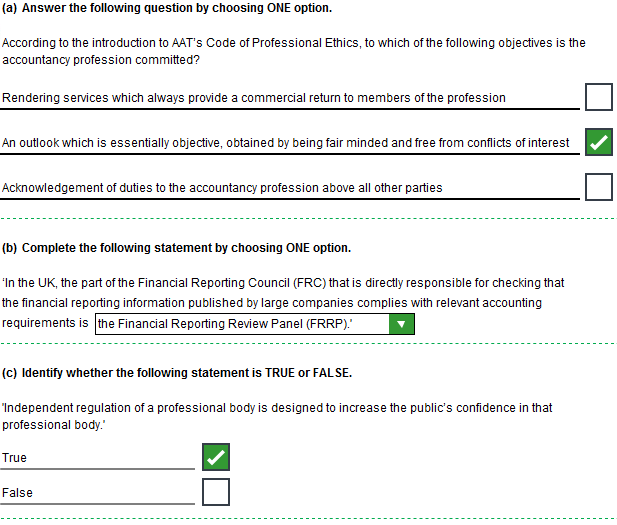 (a) Answer the following question by choosing ONE option.
According to the introduction to AAT's Code of Professional Ethics, to which of the following objectives is the
accountancy profession committed?
Rendering services which always provide a commercial return to members of the profession
An outlook which is essentially objective, obtained by being fair minded and free from conflicts of interest
Acknowledgement of duties to the accountancy profession above all other parties
(b) Complete the following statement by choosing ONE option.
'In the UK, the part of the Financial Reporting Council (FRC) that is directly responsible for checking that
the financial reporting information published by large companies complies with relevant accounting
requirements is the Financial Reporting Review Panel (FRRP).'
(c) Identify whether the following statement is TRUE or FALSE.
'Independent regulation of a professional body is designed to increase the public's confidence in that
professional body.'
True
False